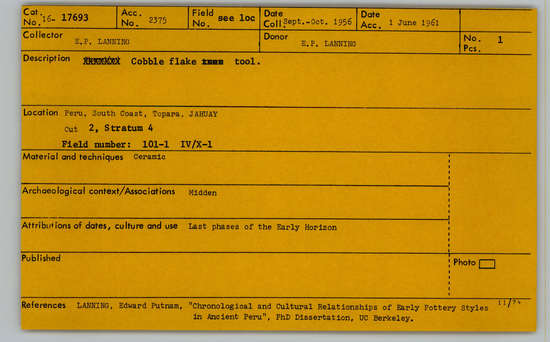 Cat. No. 16- 17693 Acc. No. 2375 Field No. see loc Date Coll. Sept.-Oct. 1956 Date Acc. 1 June 1961
Collector E.P. LANNING Donor E.P. LANNING No. Pcs. 1
Description Cobble flake tool.
Location Peru, South Coast, Topara, JAHUAY
Cut 2, Stratum 4
Field number: 101-1 IV/X-1
Material and techniques Ceramic
Archaeological context/Associations Midden
Attributions of dates, culture and use Last phases of the Early Horizon
Published Photo
References LANNING, Edward Putnam, "Chronological and Cultural Relationships of Early Pottery Styles 11/74
in Ancient Peru", PhD Dissertation, UC Berkeley.